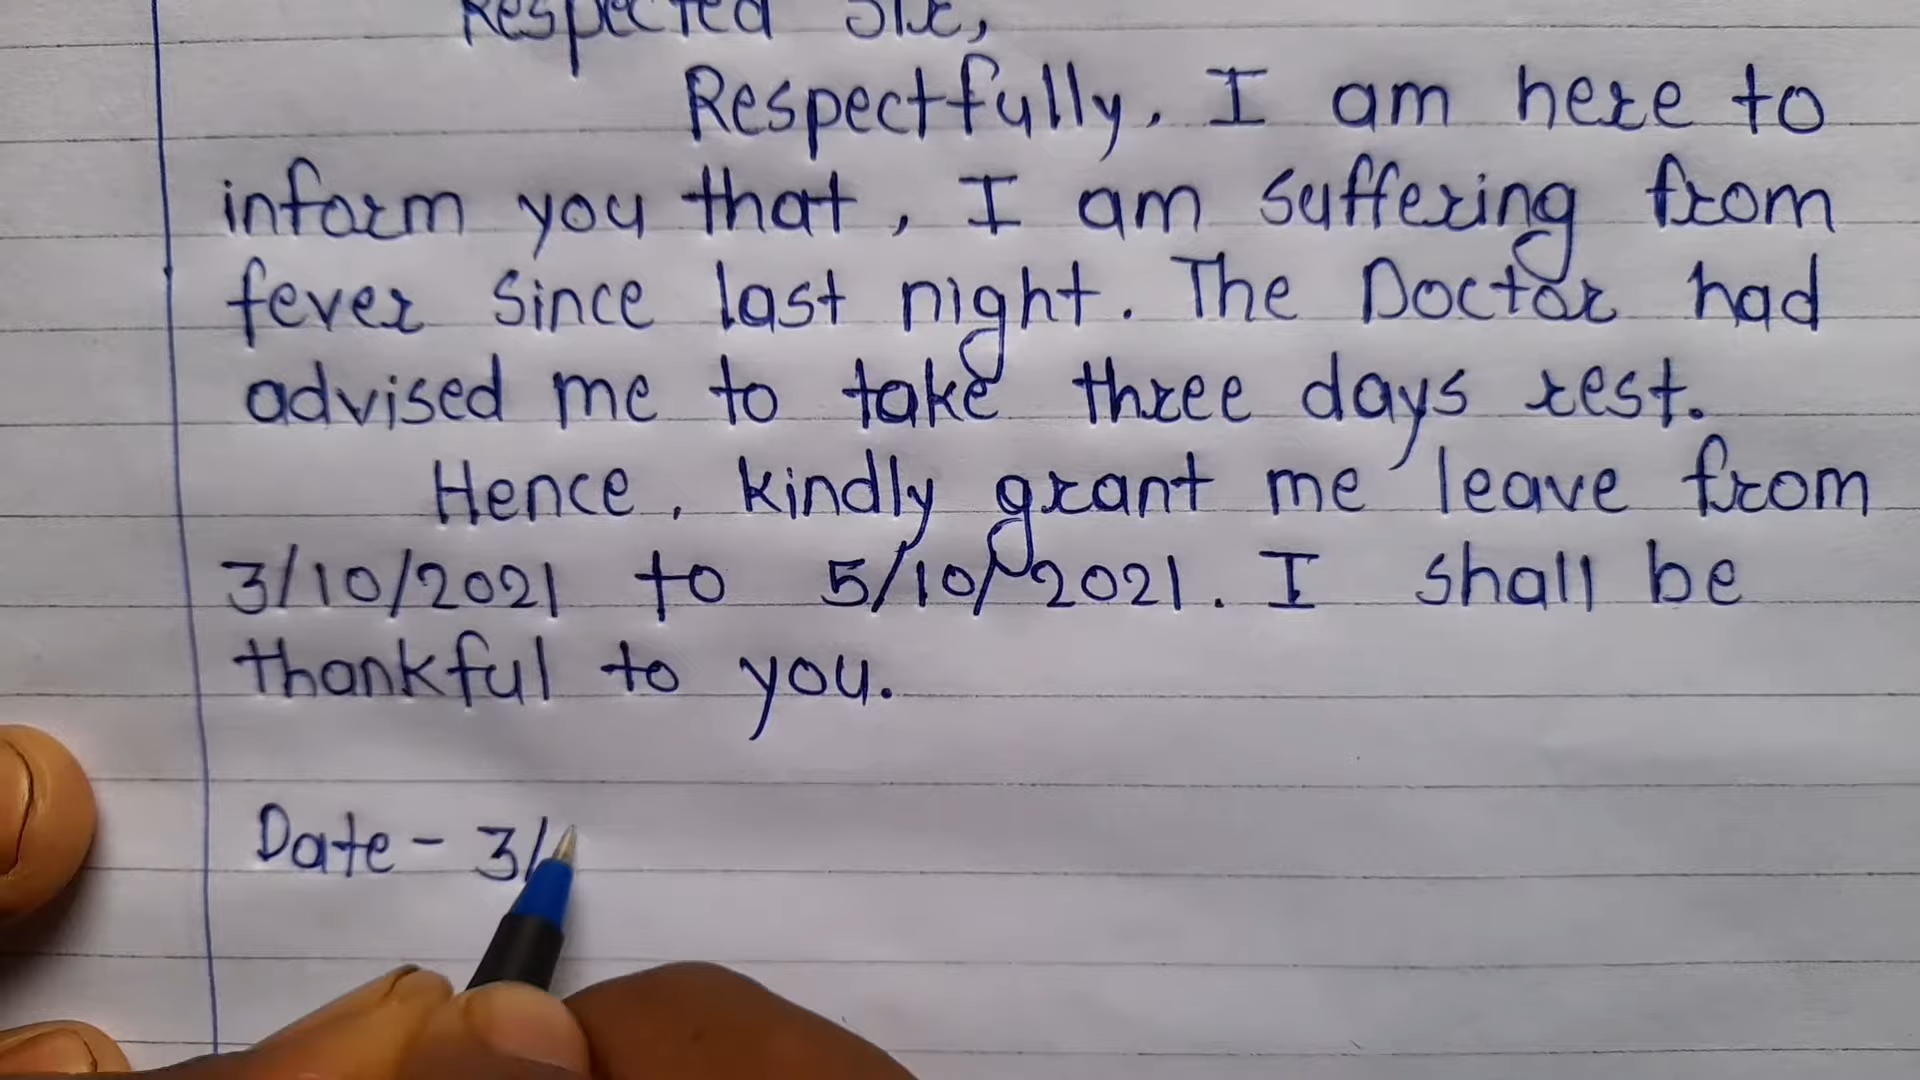 Respected Sir,
Respectfully, I am here to
inform you that, I am suffering from
fever since last night. The Doctor had
advised me to take three days rest.
Hence, kindly grant me leave from
3/10/2021 to 5/10/2021. I shall be
thankful to you.
Date - 3/